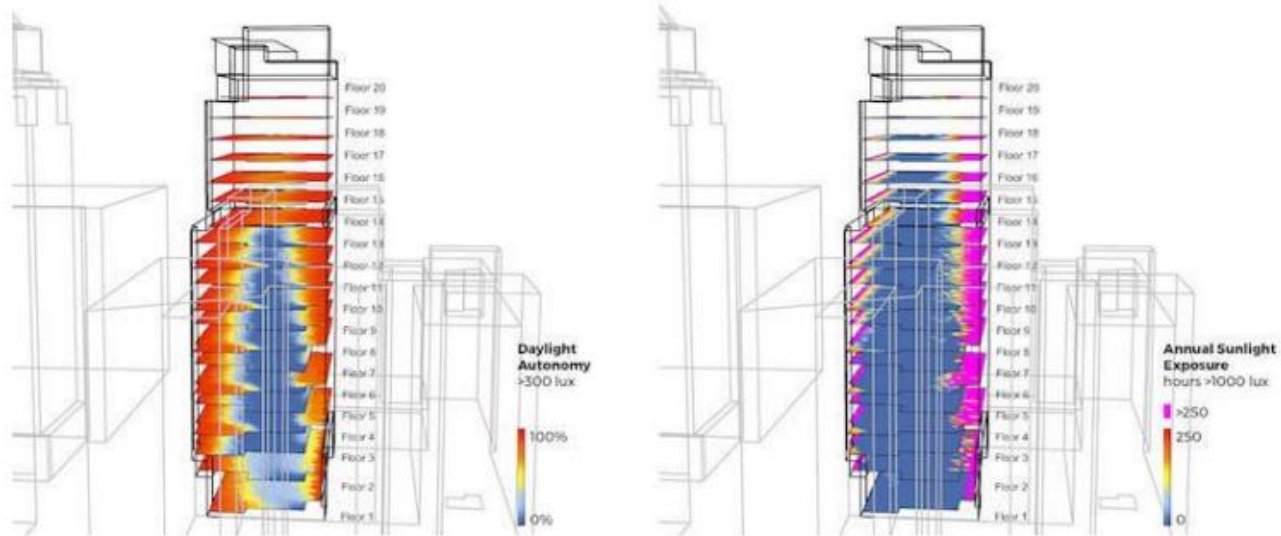 Floor 20
Floor 19
Floor 18
Floor 17
Floor 16
Floor 15
Floor 14
Floor 13
Floor 12
Floor 11
Floor 10
Floor 9
Floor 8
Floor 7
Floor 6
Floor 5
Floor 4
Floor 3
Floor 2
Floor 1
Daylight
Autonomy
>300 lux
100%
0%
Floor 20
Floor 19
Floor 18
Floor 17
Floor 16
Floor 15
Floor 14
Floor 13
Floor 12
Floor 11
Floor 10
Floor 9
Floor 8
Floor 7
Floor 6
Floor 5
Floor 4
Floor 3
Floor 2
Floor 1
Annual Sunlight
Exposure
hours >1000 lux
>250
250
0